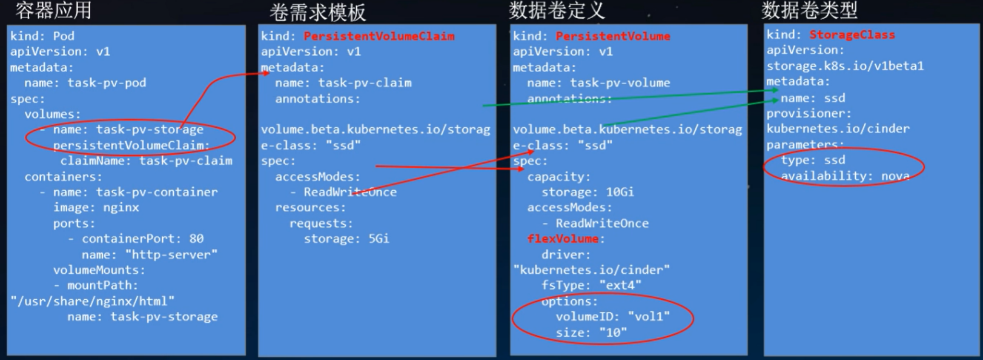 容器应用
kind: Pod
apiVersion: v1
metadata:
name: task-pv-pod
spec:
volumes:
- name: task-pv-storage
persistentVolumeClaim:
claimName: task-pv-claim
containers:
- name: task-pv-container
image: nginx
ports:
- containerPort: 80
name: "http-server"
volumeMounts:
- mountPath:
"/usr/share/nginx/html"
name: task-pv-storage
卷需求模板
kind: PersistentVolumeClaim
apiVersion: v1
metadata:
name: task-pv-claim
annotations:
volume.beta.kubernetes.io/storag
e-class: "ssd"
spec:
accessModes:
- ReadWriteOnce
resources:
requests:
storage: 5Gi
数据卷定义
kind: PersistentVolume
apiVersion: v1
metadata:
name: task-pv-volume
annotations:
volume.beta.kubernetes.io/storag
e-class: "ssd"
spec:
capacity:
storage: 10Gi
accessModes:
- ReadWriteOnce
flexVolume:
driver:
"kubernetes.io/cinder"
fsType: "ext4"
options:
volumeID: "vol1"
size: "10"
数据卷类型
kind: StorageClass
apiVersion:
storage.k8s.io/v1beta1
metadata:
name: ssd
provisioner:
kubernetes.io/cinder
parameters:
type: ssd
availability: nova